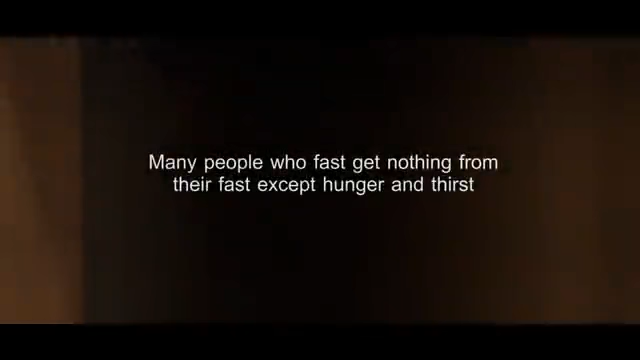 Many people who fast get nothing from
their fast except hunger and thirst